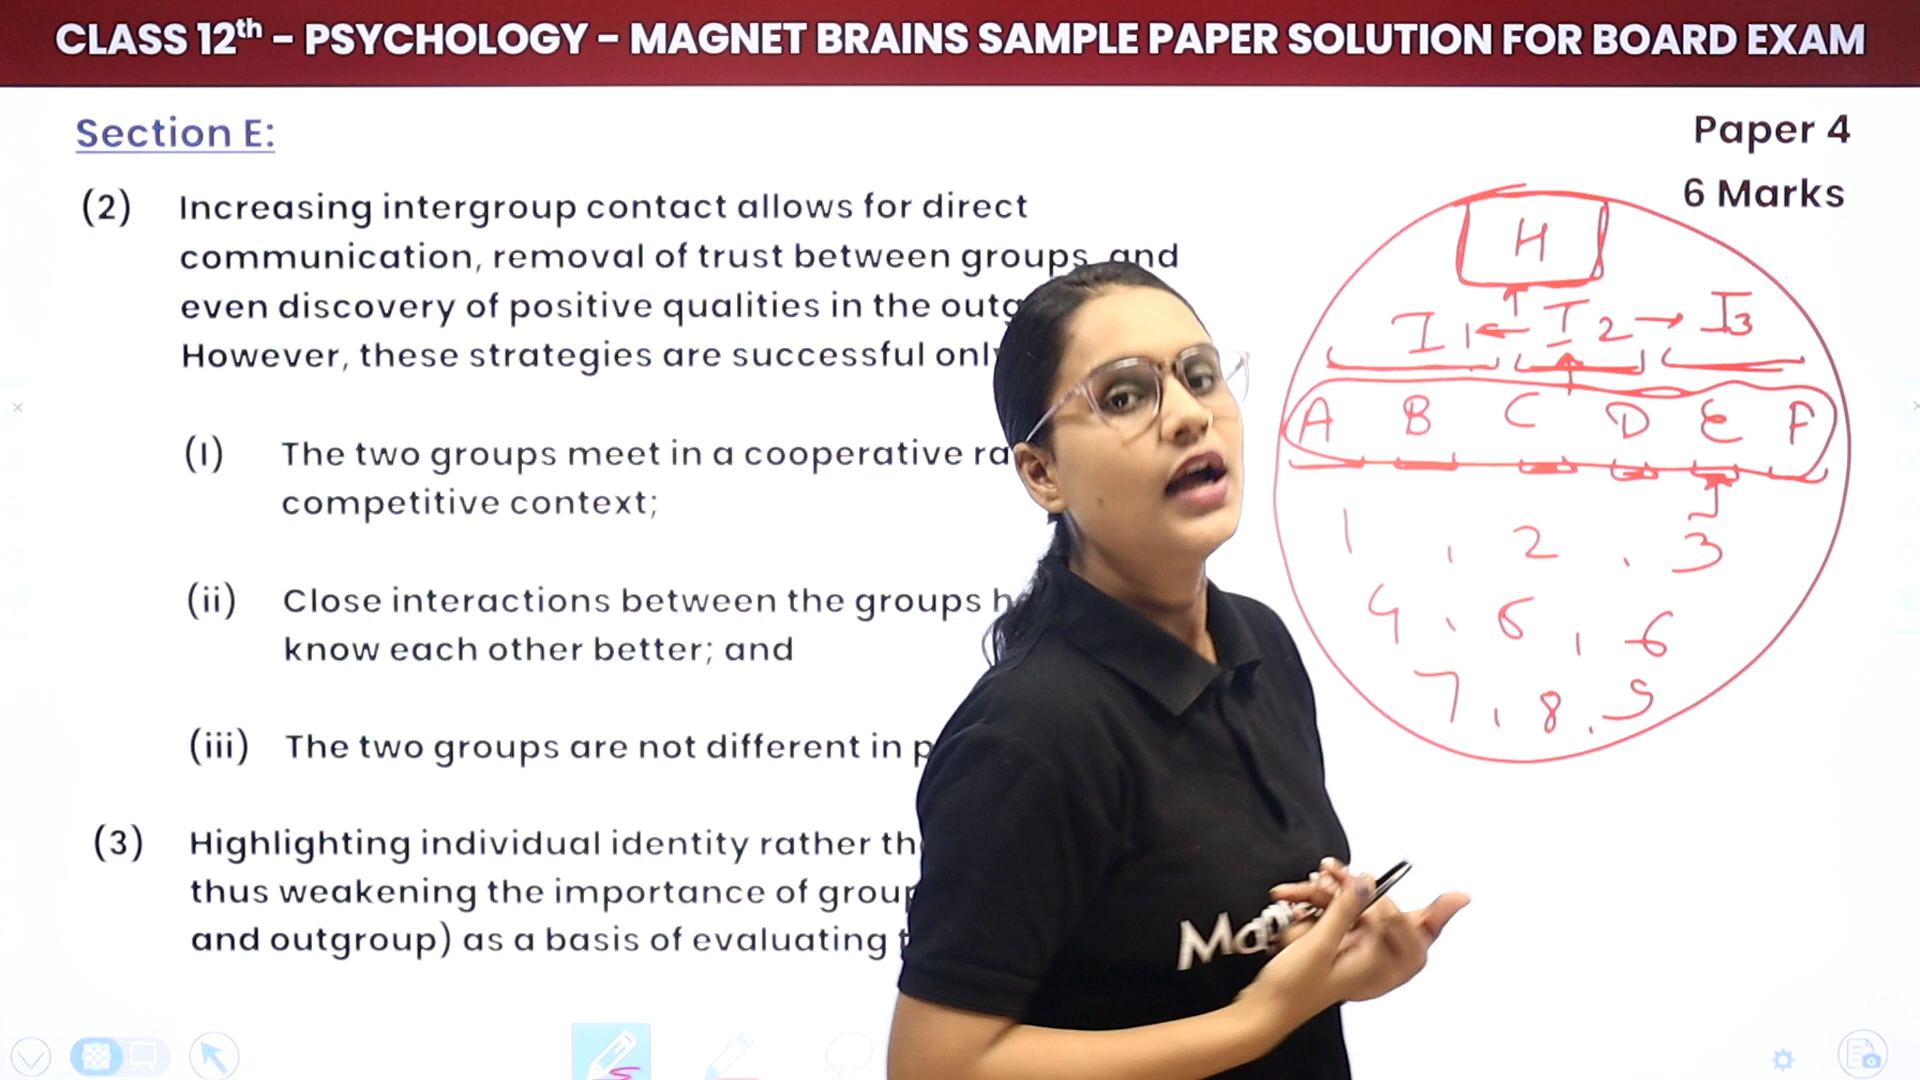 CLASS 12th – PSYCHOLOGY – MAGNET BRAINS SAMPLE PAPER SOLUTION FOR BOARD EXAM
Section E:
Paper 4
6 Marks
(2) Increasing intergroup contact allows for direct
communication, removal of trust between groups, and
even discovery of positive qualities in the
However, these strategies are successful
(I) The two groups meet in a cooperative
competitive context;
(ii) Close interactions between the groups
know each other better; and
(iii) The two groups are not different in
(3) Highlighting individual identity rather
thus weakening the importance of
and outgroup) as a basis of evaluating
H
I1 ← I2 → I3
A B C D E F
1 , 2 , 3
4 , 5 , 6
7 , 8 , 9